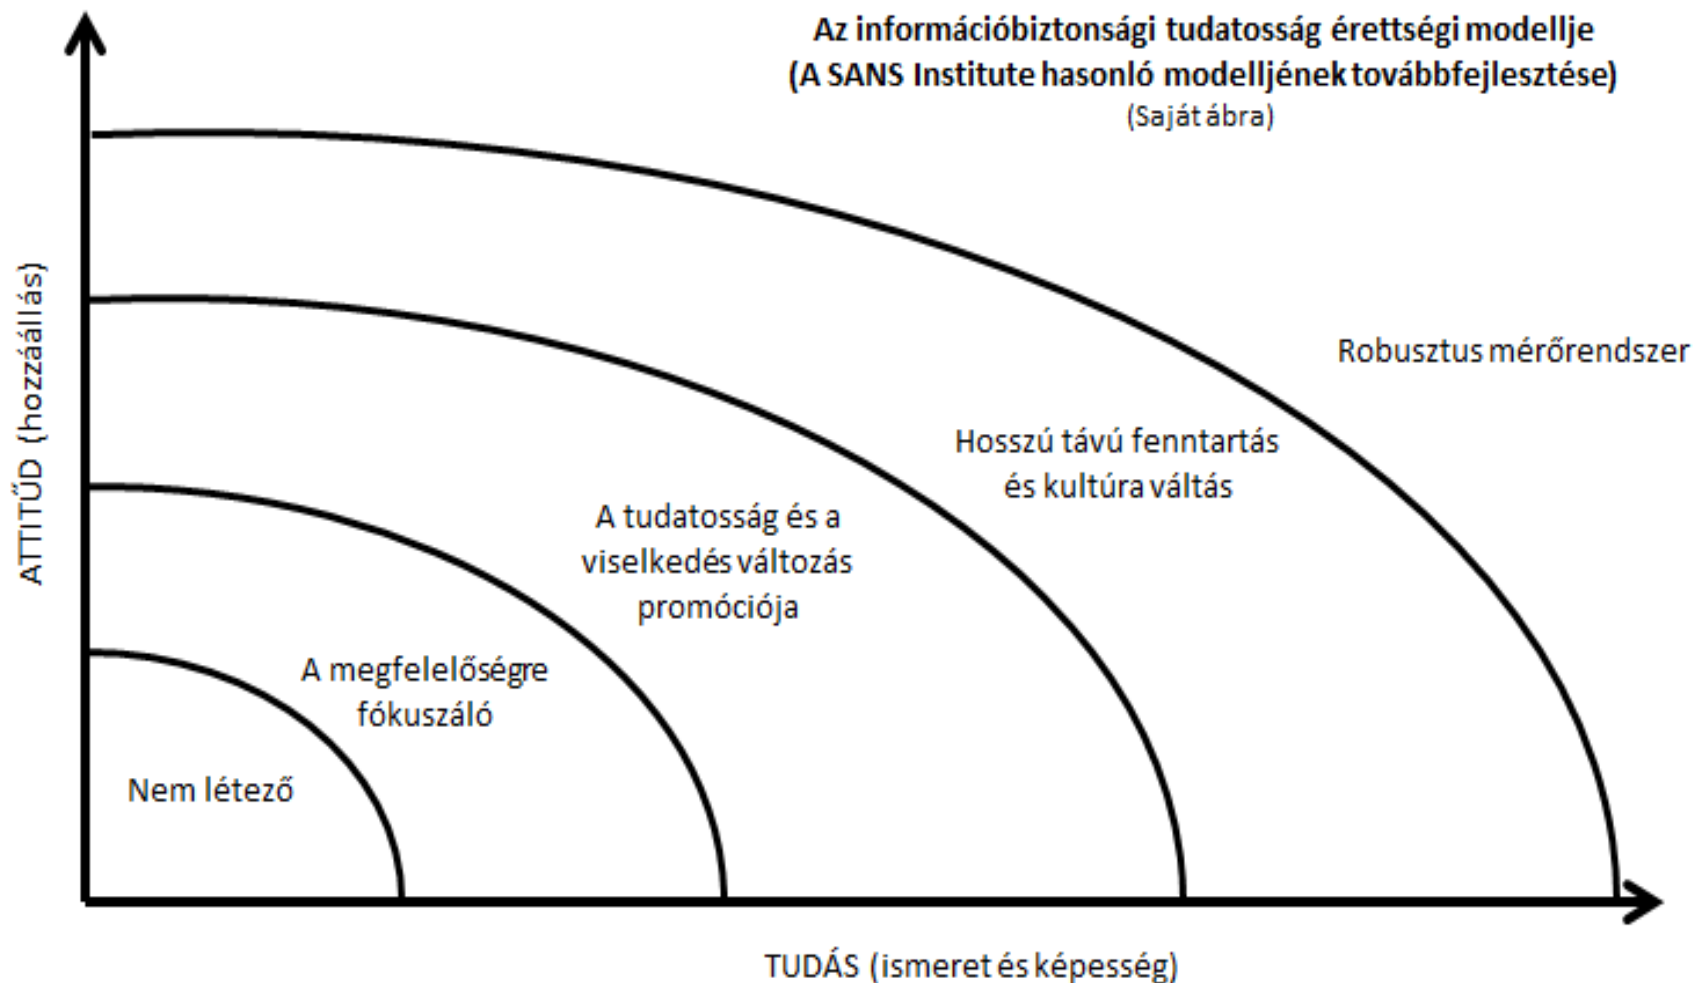 Az információbiztonsági tudatosság érettségi modellje
(A SANS Institute hasonló modelljének továbbfejlesztése)
(Saját ábra)
ATTITŰD (hozzáállás)
Robusztus mérőrendszer
Hosszú távú fenntartás
és kultúra váltás
A tudatosság és a
viselkedés változás
promóciója
A megfelelőségre
fókuszáló
Nem létező
TUDÁS (ismeret és képesség)